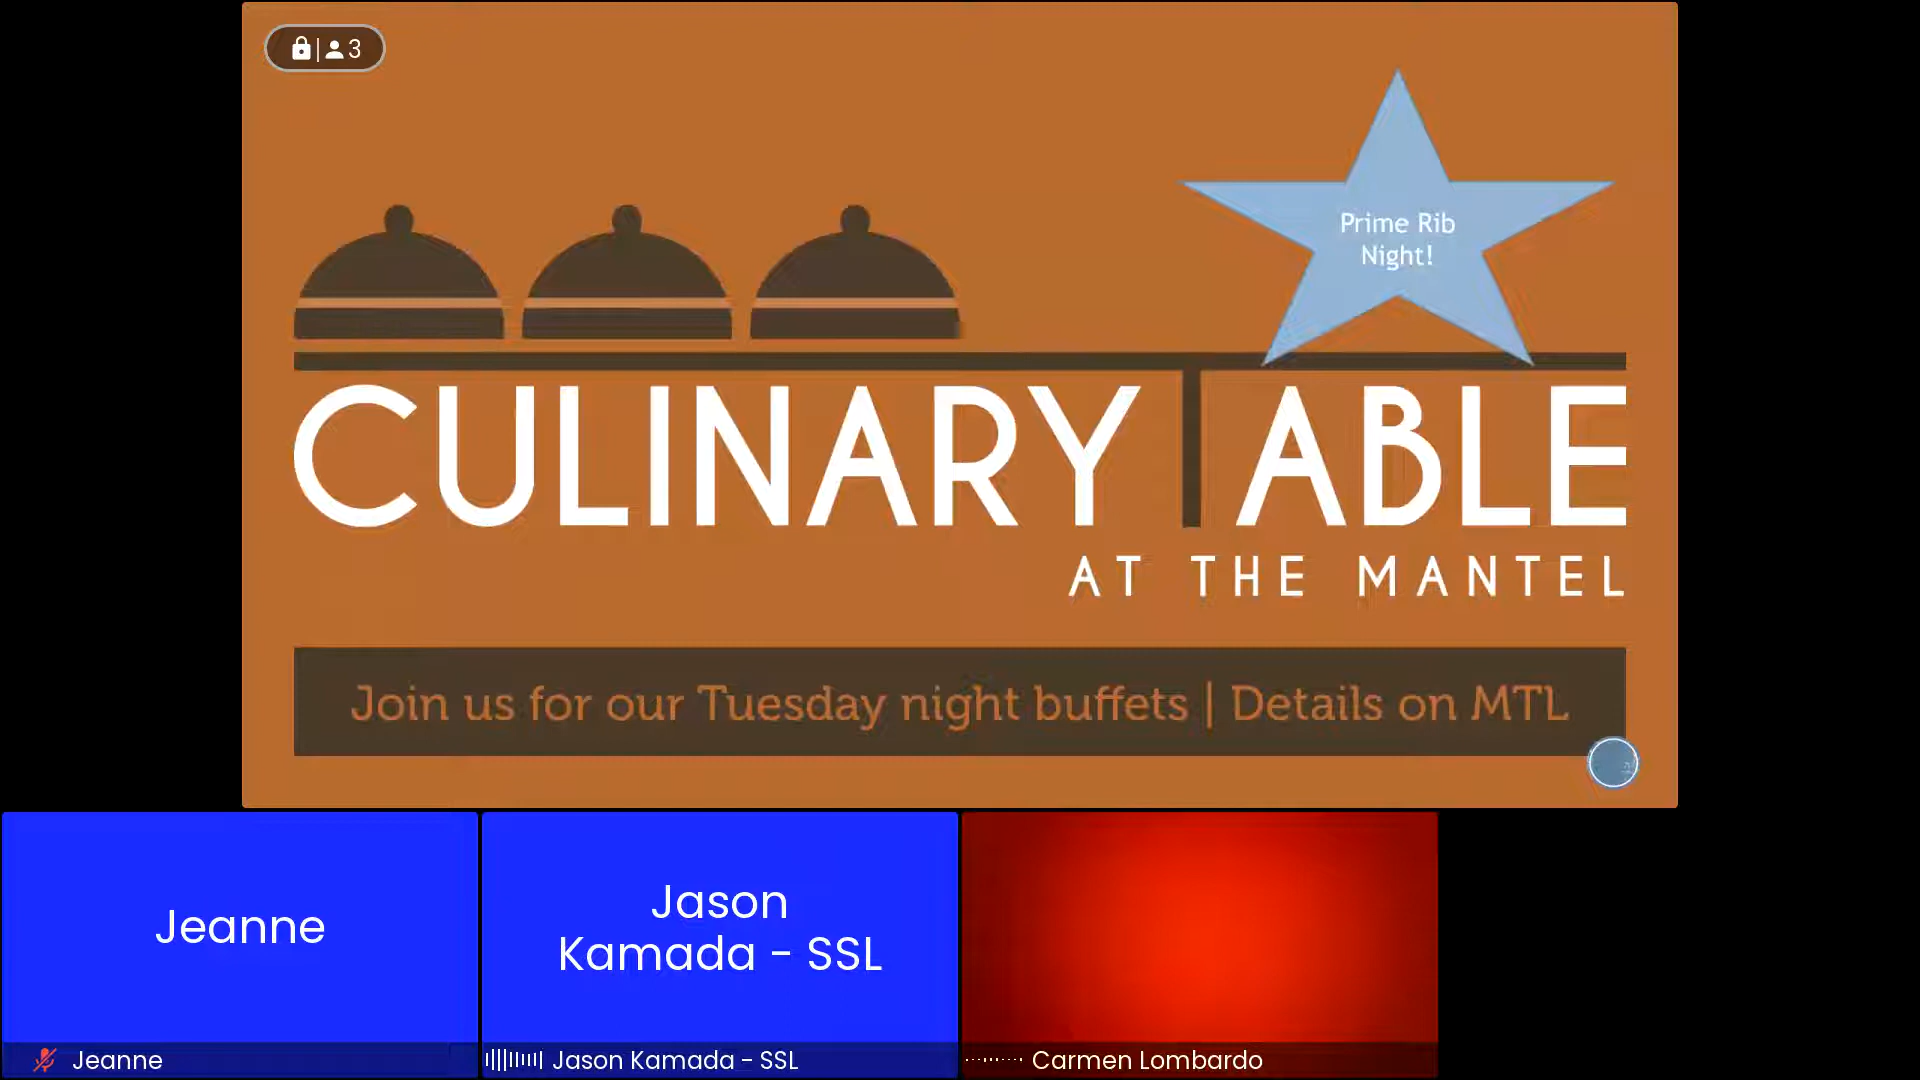 3
Prime Rib
Night!
CULINARY TABLE
AT THE MANTEL
Join us for our Tuesday night buffets | Details on MTL
Jeanne
Jason
Kamada - SSL
Jeanne
Jason Kamada - SSL
Carmen Lombardo